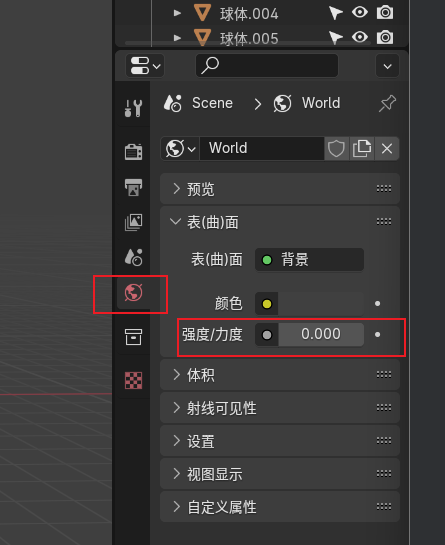 球体.004
球体.005
Scene > World
World
预览
表(曲)面
表(曲)面 背景
颜色
强度/力度 0.000
体积
射线可见性
设置
视图显示
自定义属性